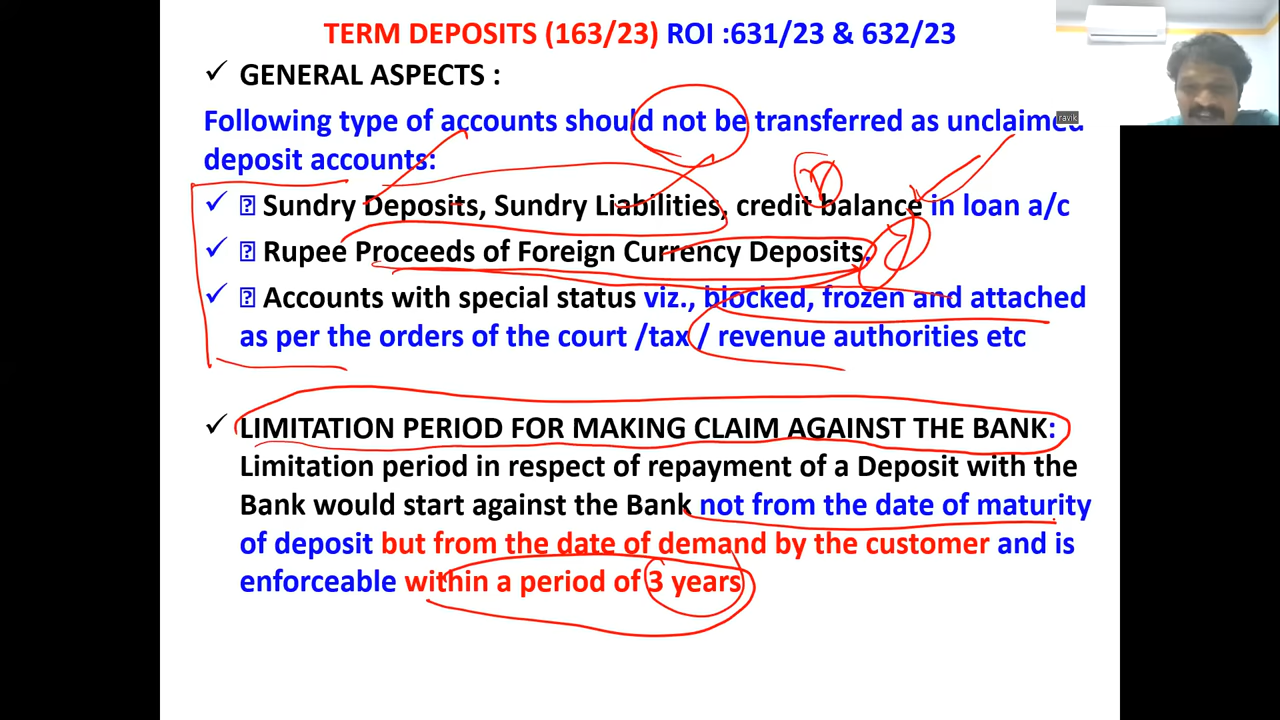 TERM DEPOSITS (163/23) ROI :631/23 & 632/23
✓ GENERAL ASPECTS :
Following type of accounts should not be transferred as unclaimed
deposit accounts:
✓ Sundry Deposits, Sundry Liabilities, credit balance in loan a/c
✓ Rupee Proceeds of Foreign Currency Deposits.
✓ Accounts with special status viz., blocked, frozen and attached
as per the orders of the court /tax / revenue authorities etc
✓ LIMITATION PERIOD FOR MAKING CLAIM AGAINST THE BANK:
Limitation period in respect of repayment of a Deposit with the
Bank would start against the Bank not from the date of maturity
of deposit but from the date of demand by the customer and is
enforceable within a period of 3 years
ravik